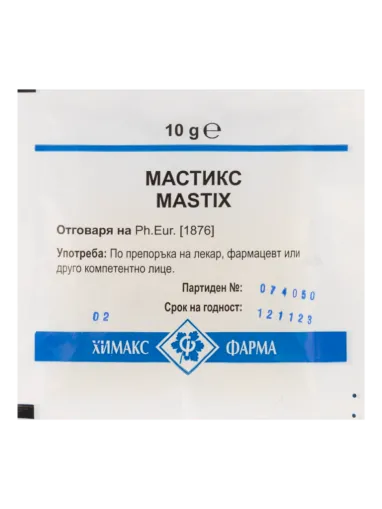 10 g ℮
МАСТИКС
MASTIX
Отговаря на Ph.Eur. [1876]
Употреба: По препоръка на лекар, фармацевт или
друго компетентно лице.
Партиден №: 074050
Срок на годност: 121123
02
ХИМАКС Ф ФАРМА